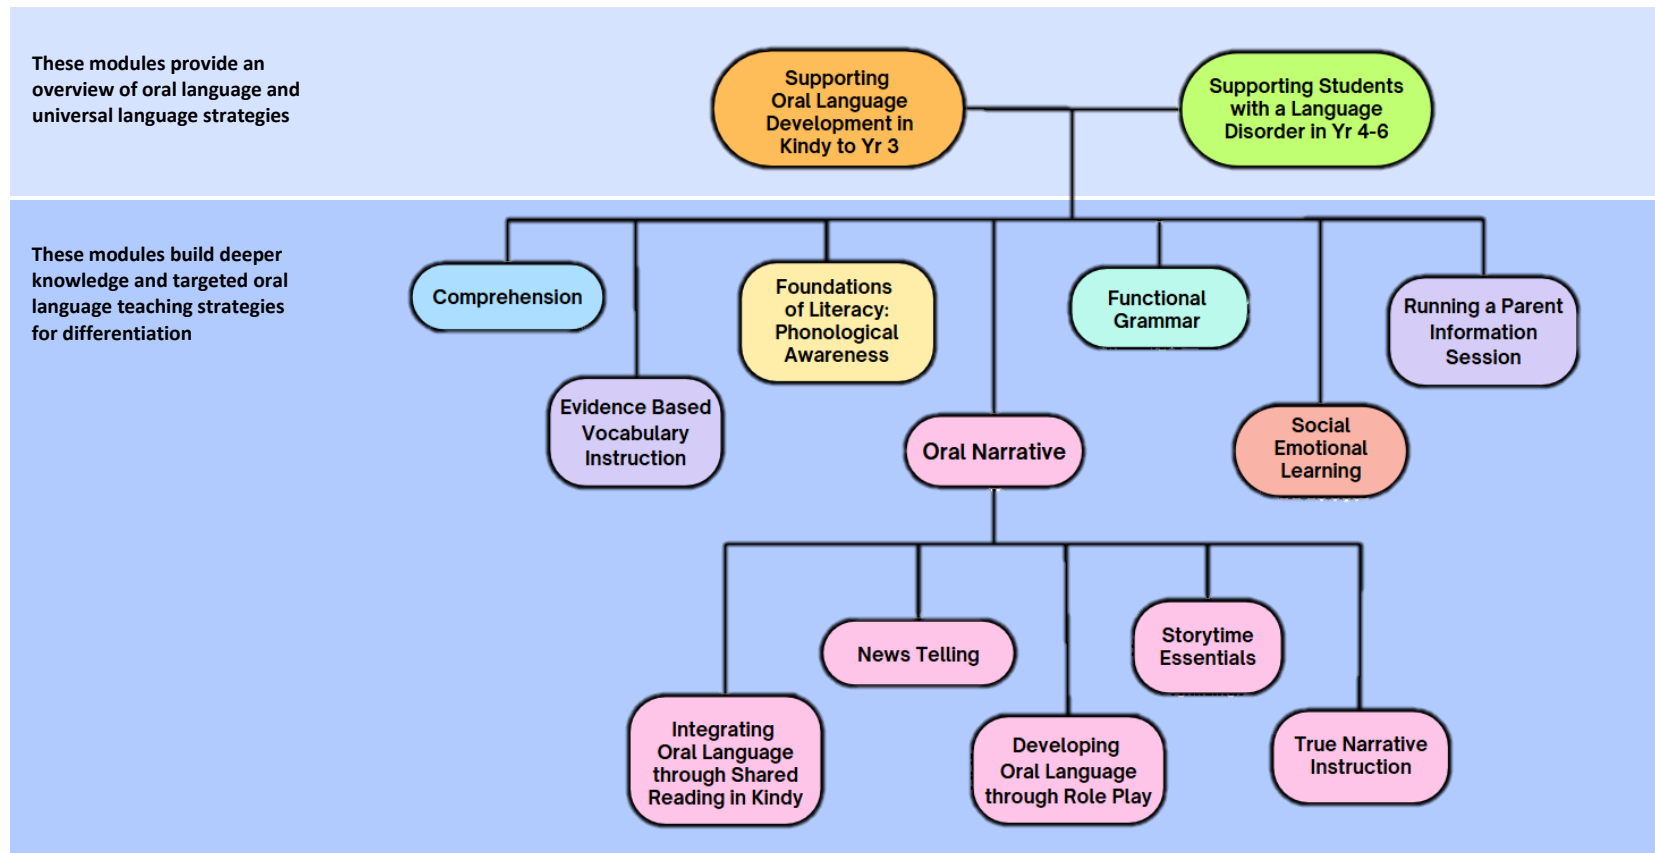 These modules provide an
overview of oral language and
universal language strategies
Supporting
Oral Language
Development in
Kindy to Yr 3
Supporting Students
with a Language
Disorder in Yr 4-6
These modules build deeper
knowledge and targeted oral
language teaching strategies
for differentiation
Comprehension
Evidence Based
Vocabulary
Instruction
Foundations
of Literacy:
Phonological
Awareness
Oral Narrative
Functional
Grammar
Social
Emotional
Learning
Running a Parent
Information
Session
Integrating
Oral Language
through Shared
Reading in Kindy
News Telling
Developing
Oral Language
through Role Play
Storytime
Essentials
True Narrative
Instruction